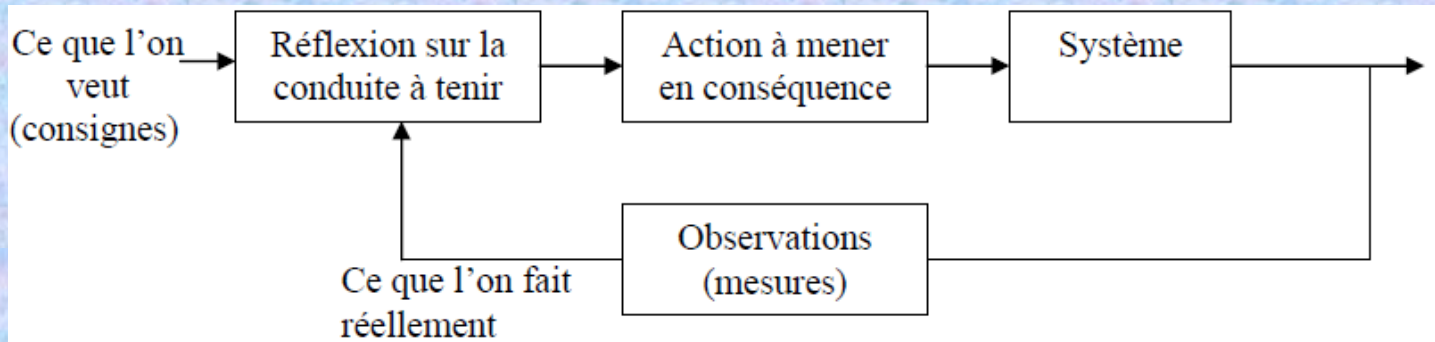 Ce que l’on
veut
(consignes)
Réflexion sur la
conduite à tenir
Action à mener
en conséquence
Système
Observations
(mesures)
Ce que l’on fait
réellement